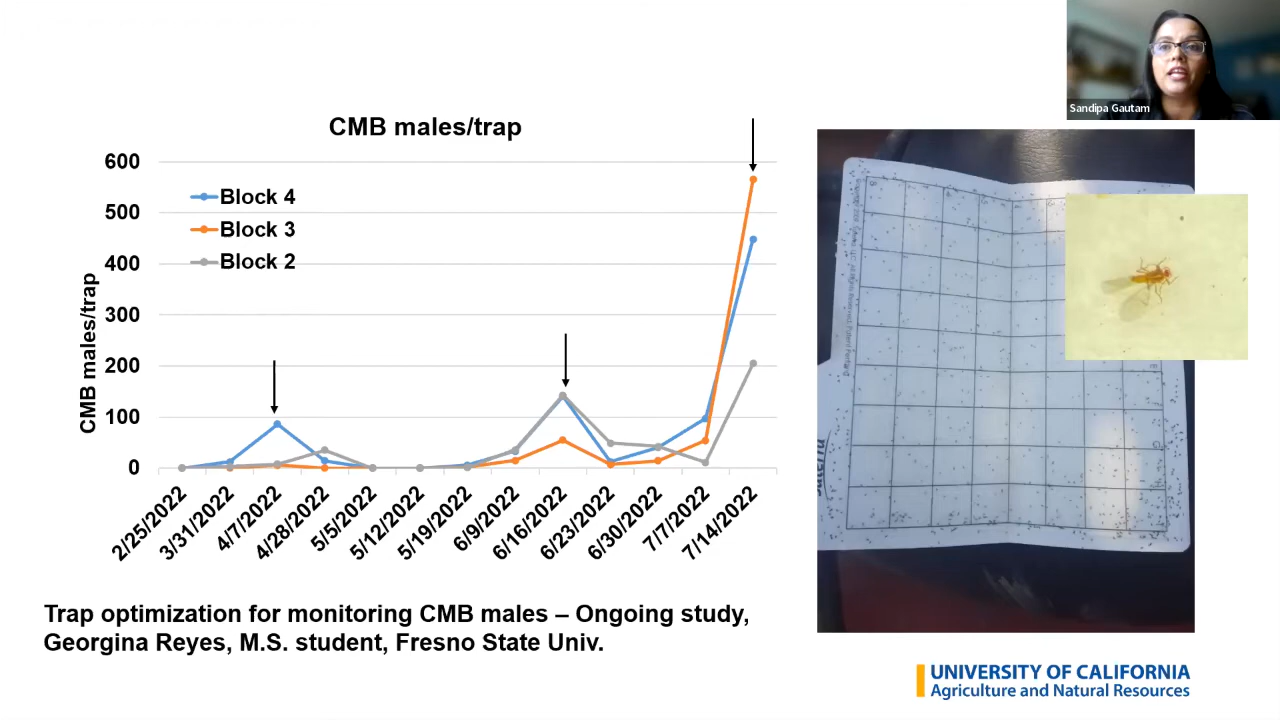 Sandipa Gautam
CMB males/trap
CMB males/trap
600
500
400
300
200
100
0
Block 4
Block 3
Block 2
2/25/2022
3/31/2022
4/7/2022
4/28/2022
5/5/2022
5/12/2022
5/19/2022
6/9/2022
6/16/2022
6/23/2022
6/30/2022
7/7/2022
7/14/2022
Trap optimization for monitoring CMB males – Ongoing study,
Georgina Reyes, M.S. student, Fresno State Univ.
UNIVERSITY OF CALIFORNIA
Agriculture and Natural Resources